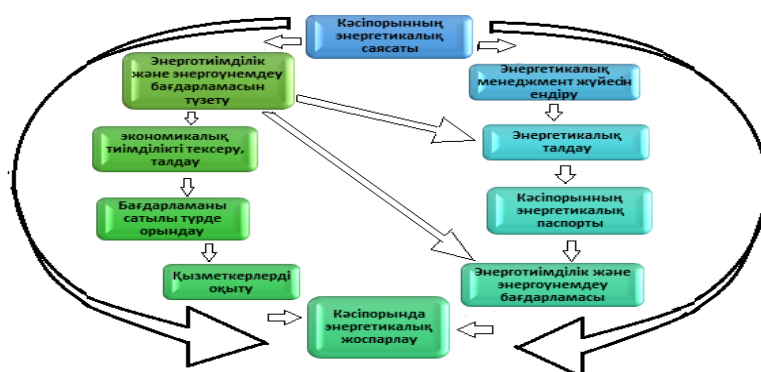 Кәсіпорынның
энергетикалық
саясаты
Энерготиімділік
және энергоүнемдеу
бағдарламасын
түзету
экономикалық
тиімділікті тексеру,
талдау
Бағдарламаны
сатылы түрде
орындау
Қызметкерлерді
оқыту
Энергетикалық
менеджмент жүйесін
ендіру
Энергетикалық
талдау
Кәсіпорынның
энергетикалық
паспорты
Энерготиімділік және
энергоүнемдеу
бағдарламасы
Кәсіпорында
энергетикалық
жоспарлау